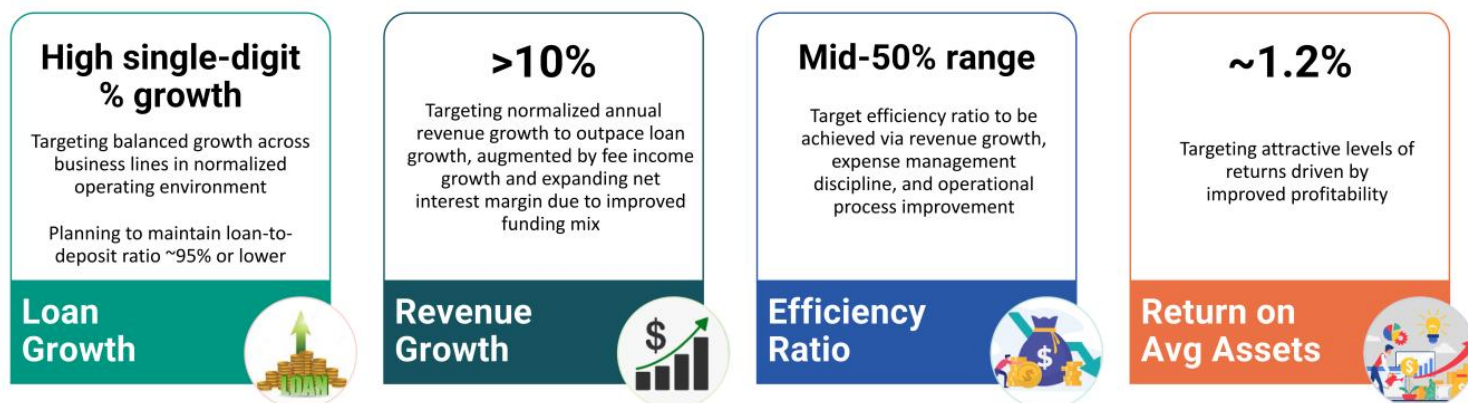 High single-digit
% growth
Targeting balanced growth across
business lines in normalized
operating environment
Planning to maintain loan-to-
deposit ratio ~95% or lower
Loan
Growth
LOAN
>10%
Targeting normalized annual
revenue growth to outpace loan
growth, augmented by fee income
growth and expanding net
interest margin due to improved
funding mix
Revenue
Growth
$
Mid-50% range
Target efficiency ratio to be
achieved via revenue growth,
expense management
discipline, and operational
process improvement
Efficiency
Ratio
$
~1.2%
Targeting attractive levels of
returns driven by
improved profitability
Return on
Avg Assets
$